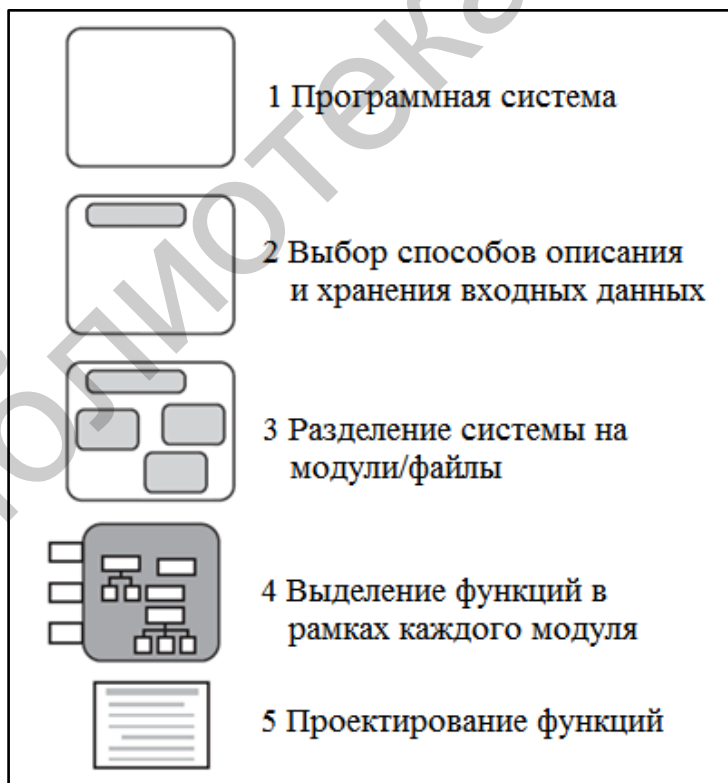 1 Программная система
2 Выбор способов описания
и хранения входных данных
3 Разделение системы на
модули/файлы
4 Выделение функций в
рамках каждого модуля
5 Проектирование функций
Библиотека